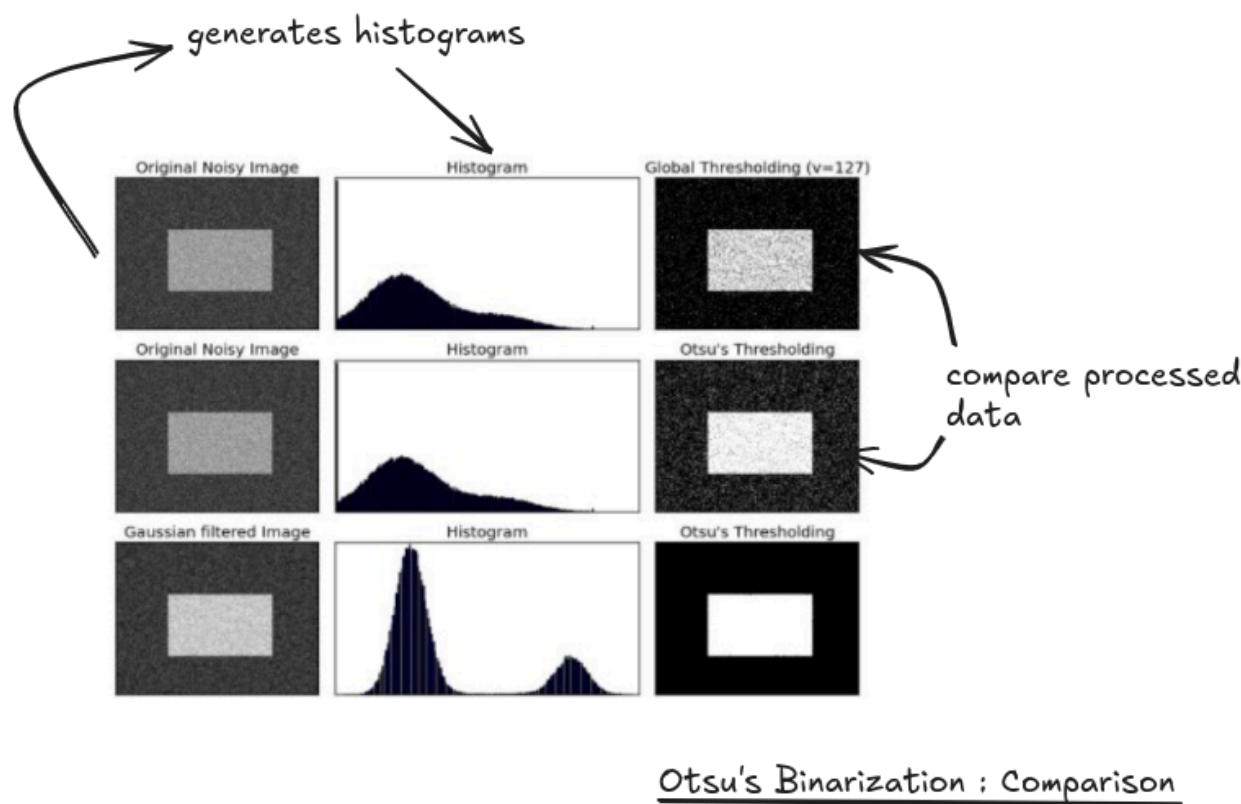 generates histograms
Original Noisy Image
Histogram
Global Thresholding (v=127)
Original Noisy Image
Histogram
Otsu's Thresholding
compare processed
data
Gaussian filtered Image
Histogram
Otsu's Thresholding
Otsu's Binarization : Comparison